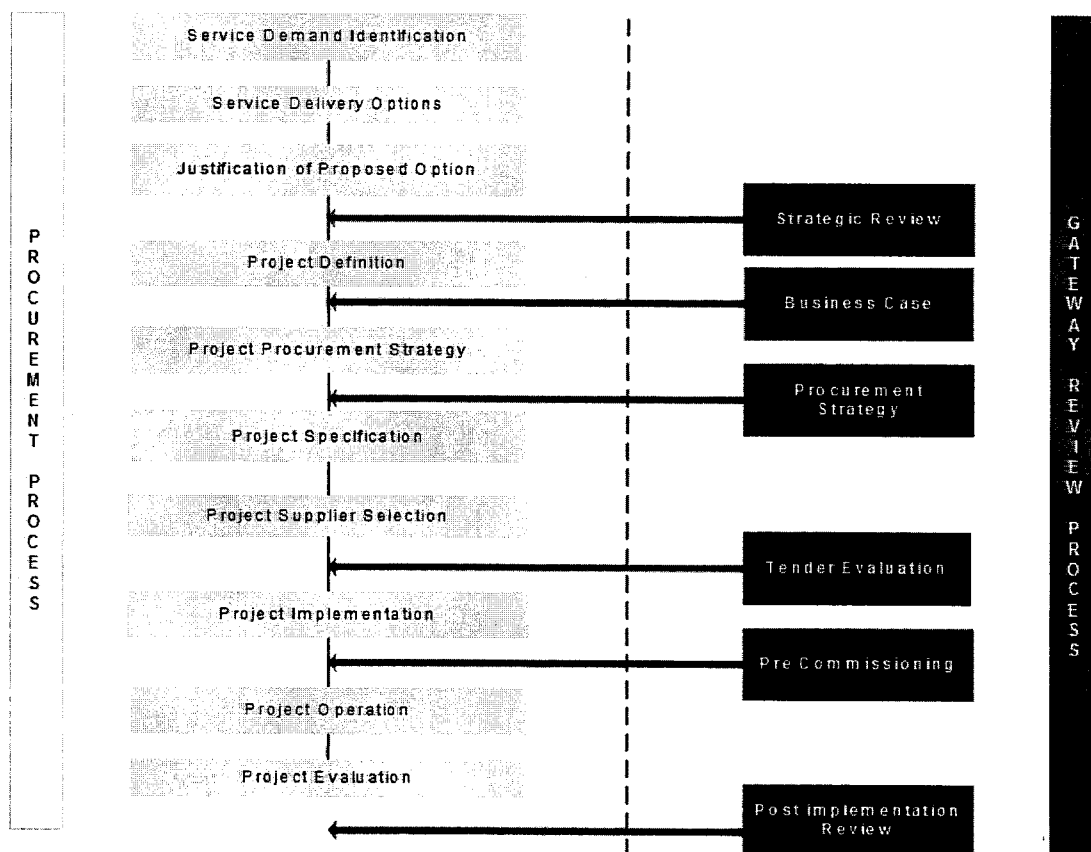 PROCUREMENT PROCESS
Service Demand Identification
Service Delivery Options
Justification of Proposed Option
Strategic Review
Project Definition
Business Case
Project Procurement Strategy
Procurement
Strategy
Project Specification
Project Supplier Selection
Tender Evaluation
Project Implementation
Pre Commissioning
Project Operation
Project Evaluation
Post implementation
Review
GATEWAY REVIEW PROCESS